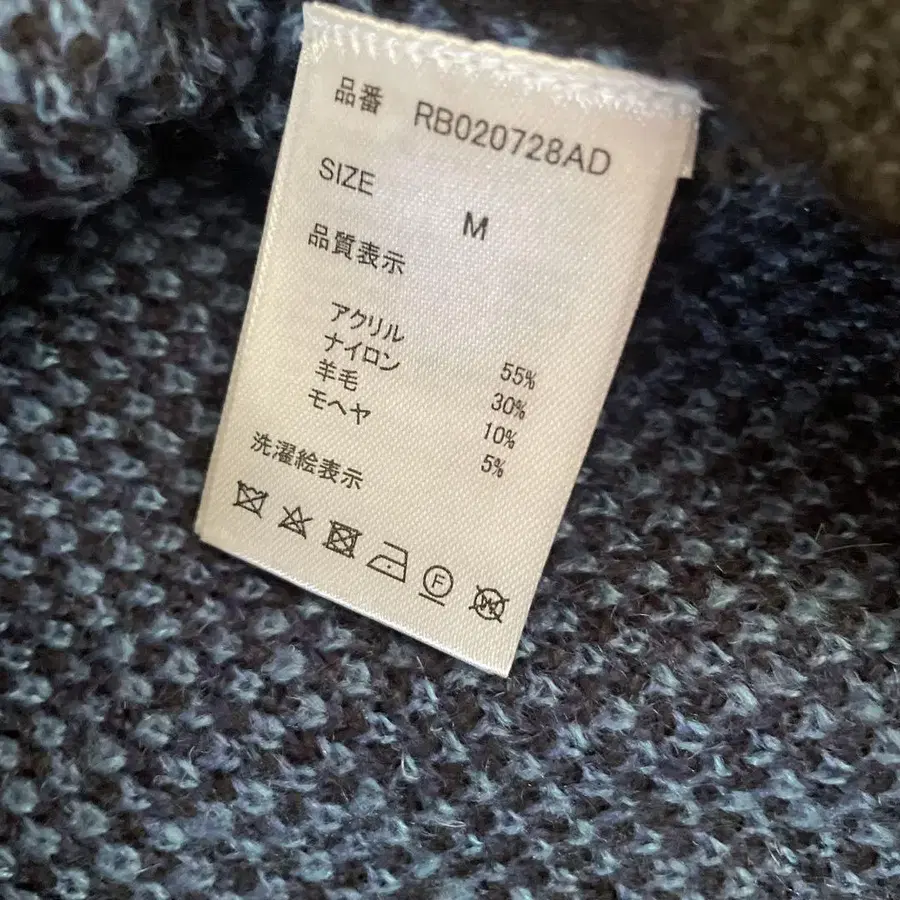 品番 RB020728AD
SIZE M
品質表示
アクリル 55%
ナイロン 30%
羊毛 10%
モヘヤ 5%
洗濯絵表示
F
W